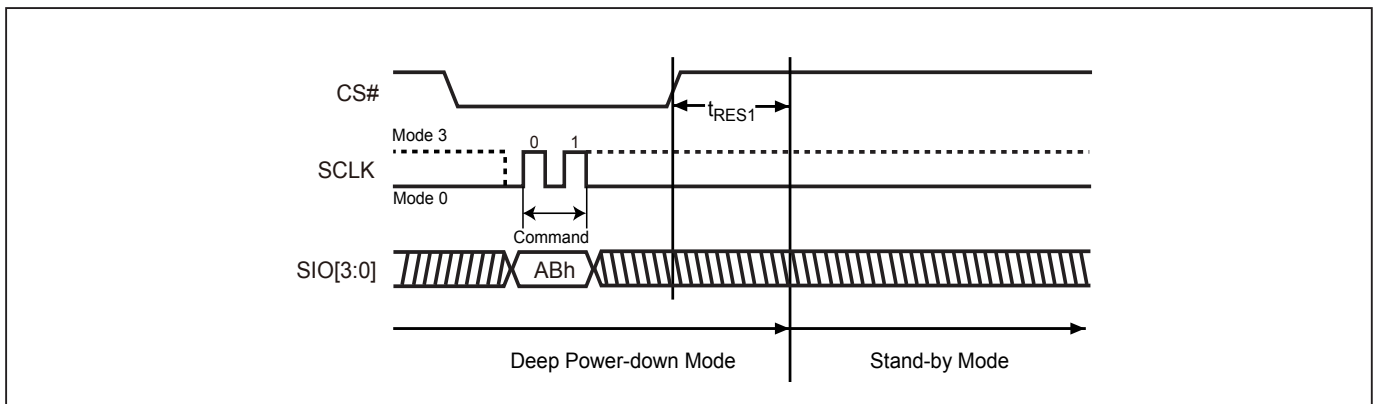 CS#
tRES1
Mode 3
0 1
SCLK
Mode 0
Command
SIO[3:0]
ABh
Deep Power-down Mode
Stand-by Mode